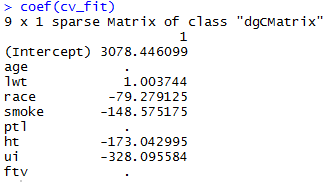 > coef(cv_fit)
9 x 1 sparse Matrix of class "dgCMatrix"
1
(Intercept) 3078.446099
age .
lwt 1.003744
race -79.279125
smoke -148.575175
ptl .
ht -173.042995
ui -328.095584
ftv .